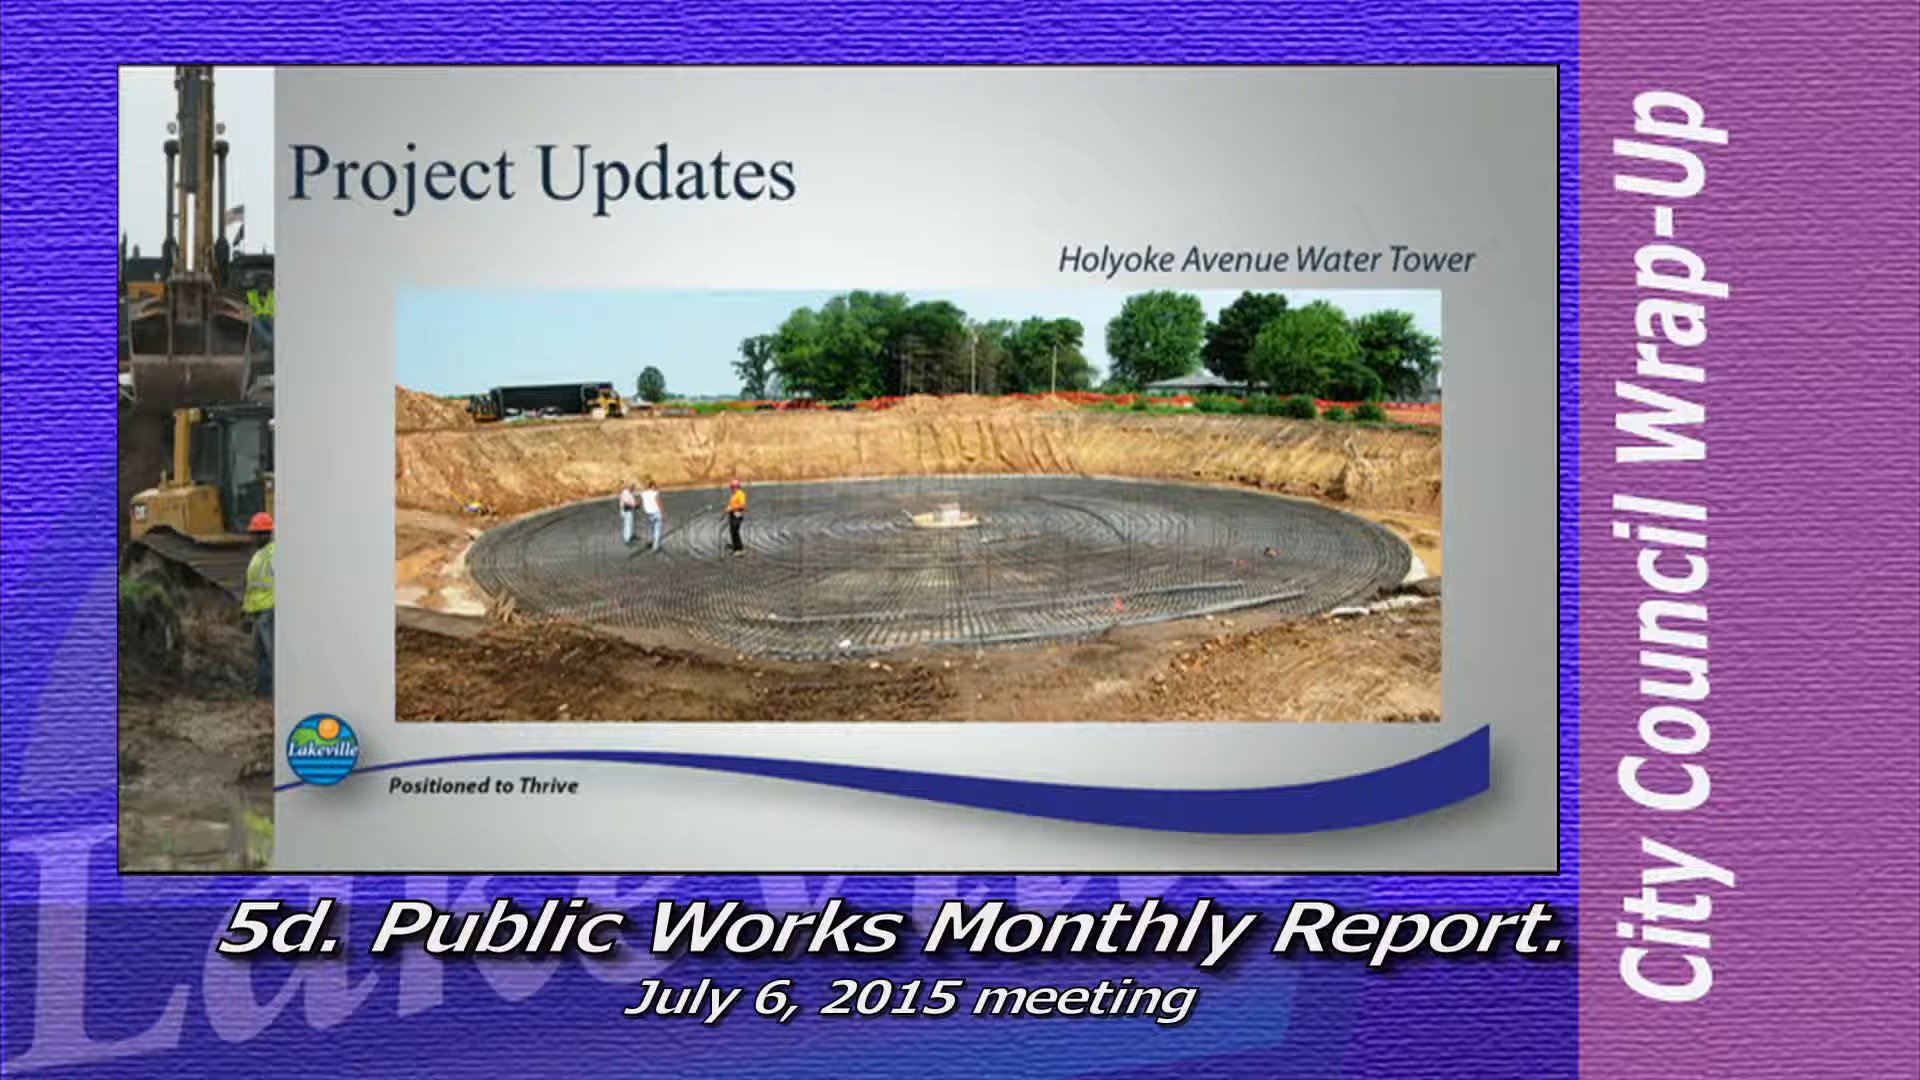 Project Updates
Holyoke Avenue Water Tower
Lakeville
Positioned to Thrive
5d. Public Works Monthly Report.
July 6, 2015 meeting
City Council Wrap-Up
Lakeville